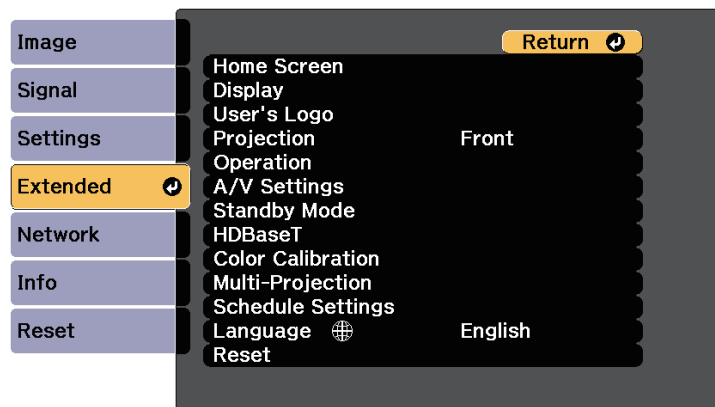 Image
Signal
Settings
Extended
Network
Info
Reset
Return
Home Screen
Display
User's Logo
Projection Front
Operation
A/V Settings
Standby Mode
HDBaseT
Color Calibration
Multi-Projection
Schedule Settings
Language English
Reset